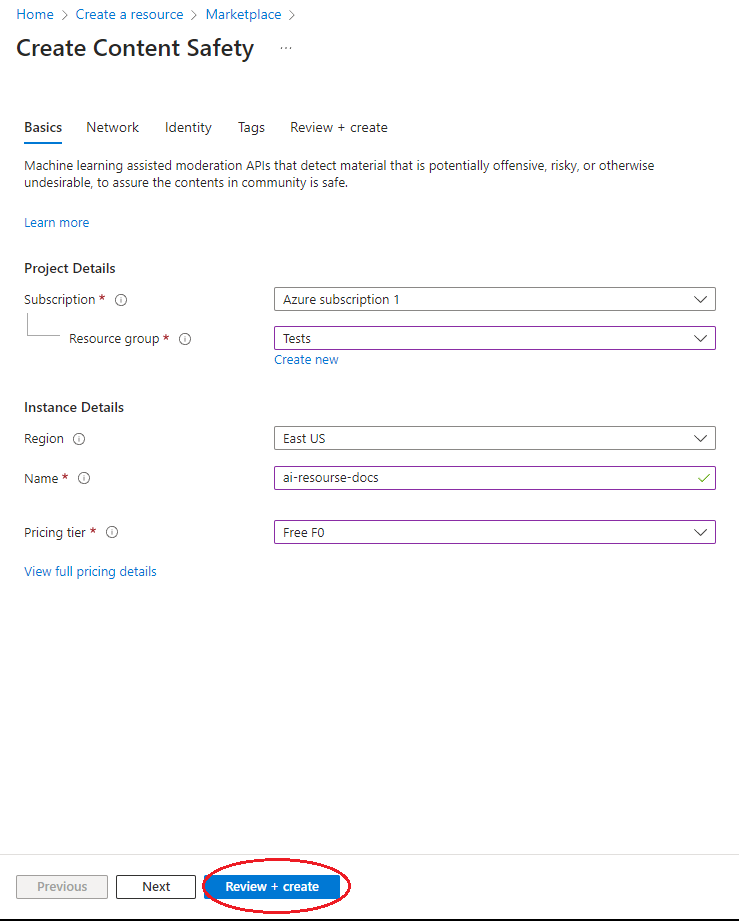 Home > Create a resource > Marketplace >
Create Content Safety ...
Basics Network Identity Tags Review + create
Machine learning assisted moderation APIs that detect material that is potentially offensive, risky, or otherwise
undesirable, to assure the contents in community is safe.
Learn more
Project Details
Subscription * Azure subscription 1
Resource group * Tests
Create new
Instance Details
Region East US
Name * ai-resourse-docs
Pricing tier * Free F0
View full pricing details
Previous Next Review + create